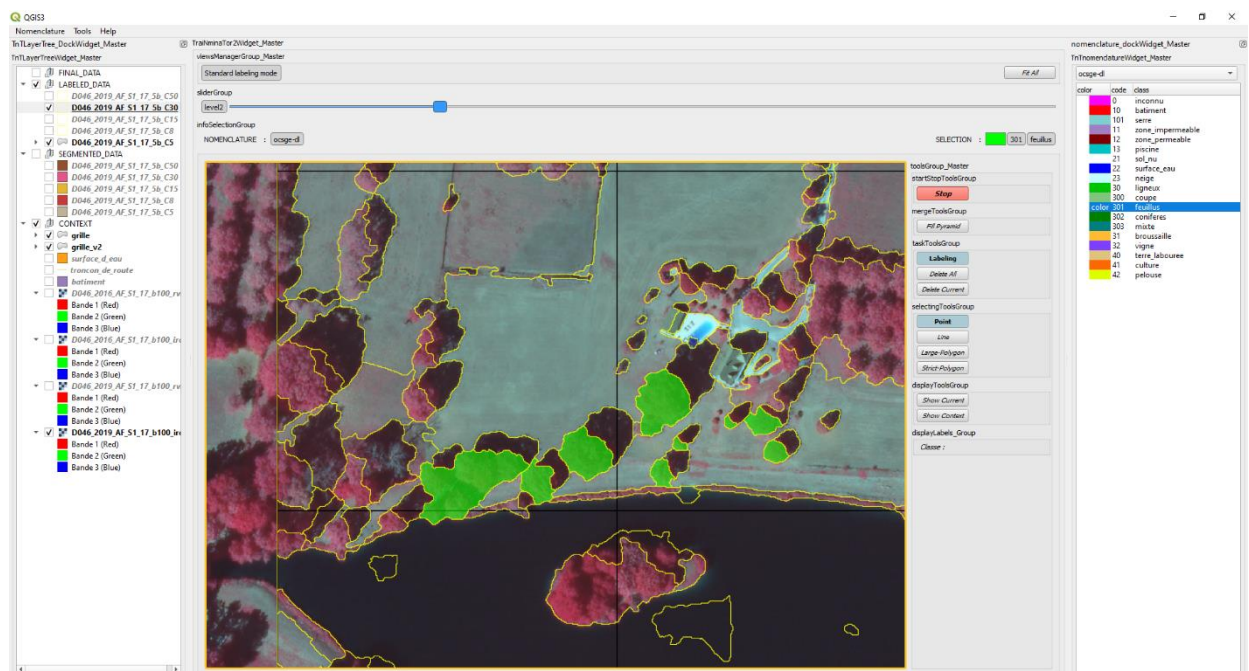 QGIS3
Nomenclature Tools Help
TnTLayerTree_DockWidget_Master
TnTLayerTreeWidget_Master
FINAL_DATA
LABELED_DATA
D046_2019_AF_S1_17_5b_C50
D046_2019_AF_S1_17_5b_C30
D046_2019_AF_S1_17_5b_C15
D046_2019_AF_S1_17_5b_C8
D046_2019_AF_S1_17_5b_C5
SEGMENTED_DATA
D046_2019_AF_S1_17_5b_C50
D046_2019_AF_S1_17_5b_C30
D046_2019_AF_S1_17_5b_C15
D046_2019_AF_S1_17_5b_C8
D046_2019_AF_S1_17_5b_C5
CONTEXT
grille
grille_v2
surface_d_eau
troncon_de_route
batiment
D046_2016_AF_S1_17_b100_rv
Bande 1 (Red)
Bande 2 (Green)
Bande 3 (Blue)
D046_2016_AF_S1_17_b100_ir
Bande 1 (Red)
Bande 2 (Green)
Bande 3 (Blue)
D046_2019_AF_S1_17_b100_rv
Bande 1 (Red)
Bande 2 (Green)
Bande 3 (Blue)
D046_2019_AF_S1_17_b100_ir
Bande 1 (Red)
Bande 2 (Green)
Bande 3 (Blue)
TraiNminaTor2Widget_Master
viewsManagerGroup_Master
Standard labeling mode Fit All
sliderGroup
level2
infoSelectionGroup
NOMENCLATURE : ocsge-dl SELECTION : 301 feuillus
toolsGroup_Master
startStopToolsGroup
Stop
mergeToolsGroup
Fill Pyramid
taskToolsGroup
Labeling
Delete All
Delete Current
selectingToolsGroup
Point
Line
Large-Polygon
Strict-Polygon
displayToolsGroup
Show Current
Show Context
displayLabels_Group
Classe :
nomenclature_dockWidget_Master
TnTnomenclatureWidget_Master
ocsge-dl
color code class
0 inconnu
10 batiment
101 serre
11 zone_impermeable
12 zone_permeable
13 piscine
21 sol_nu
22 surface_eau
23 neige
30 ligneux
300 coupe
color 301 feuillus
302 coniferes
303 mixte
31 broussaille
32 vigne
40 terre_labouree
41 culture
42 pelouse